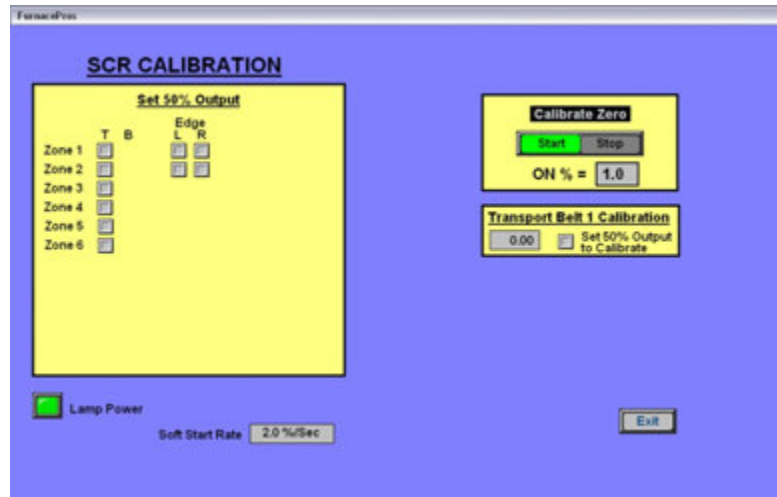 FurnacePros
SCR CALIBRATION
Set 50% Output
Edge
T B L R
Zone 1
Zone 2
Zone 3
Zone 4
Zone 5
Zone 6
Lamp Power
Soft Start Rate 2.0 %/Sec
Calibrate Zero
Start Stop
ON % = 1.0
Transport Belt 1 Calibration
0.00 Set 50% Output
to Calibrate
Exit